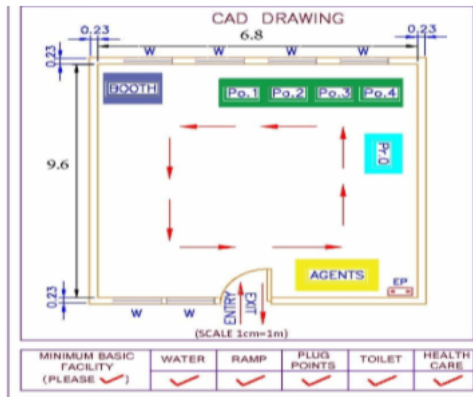 CAD DRAWING
0.23 6.8 0.23
W W W W
0.23
BOOTH Po.1 Po.2 Po.3 Po.4
Pr.O
9.6
AGENTS EP
0.23
W W ENTRY EXIT
(SCALE 1cm=1m)
MINIMUM BASIC FACILITY (PLEASE ✓) WATER RAMP PLUG POINTS TOILET HEALTH CARE
✓ ✓ ✓ ✓ ✓